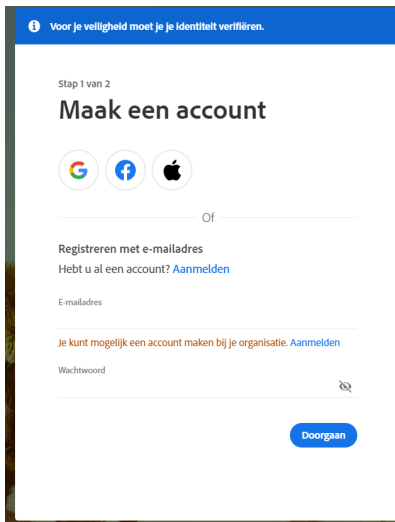 Voor je veiligheid moet je je identiteit verifiëren.
Stap 1 van 2
Maak een account
Of
Registreren met e-mailadres
Hebt u al een account? Aanmelden
E-mailadres
Je kunt mogelijk een account maken bij je organisatie. Aanmelden
Wachtwoord
Doorgaan